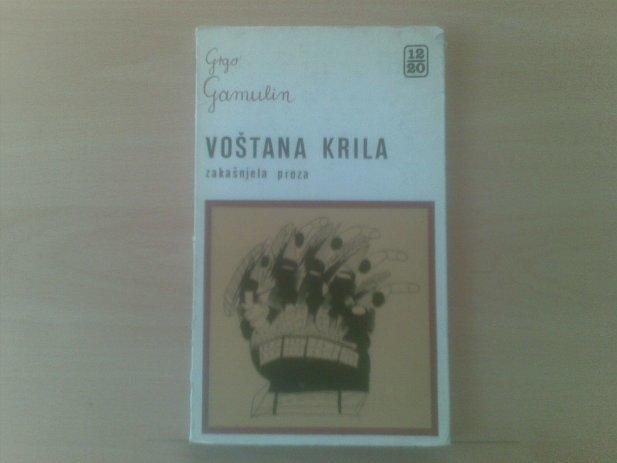 Grgo
Gamulin
12
20
VOŠTANA KRILA
zakašnjela proza